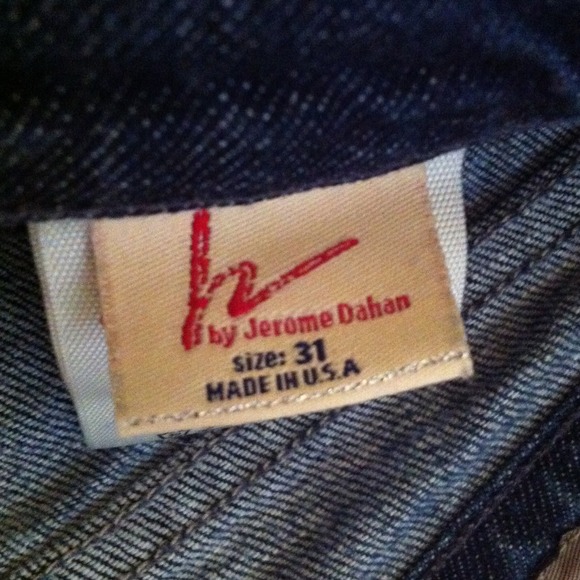 h
by Jerome Dahan
size: 31
MADE IN U.S.A